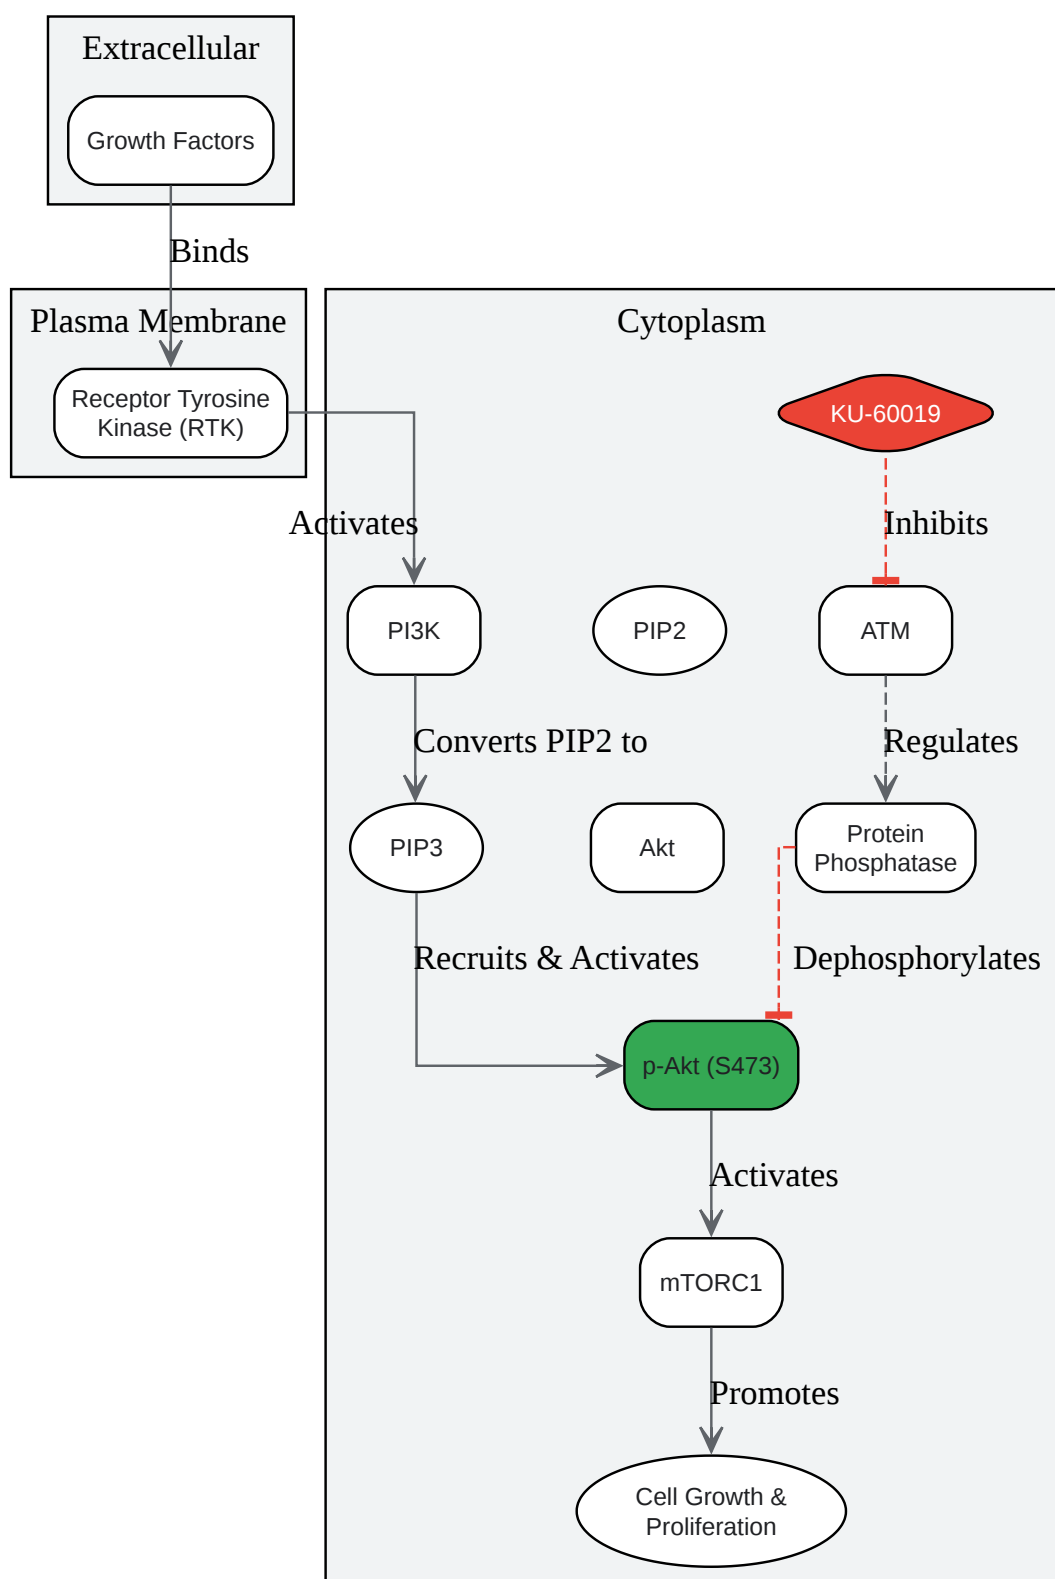 Extracellular
Growth Factors
Binds
Plasma Membrane
Cytoplasm
Receptor Tyrosine
Kinase (RTK)
KU-60019
Activates
Inhibits
PI3K
PIP2
ATM
Converts PIP2 to
Regulates
PIP3
Akt
Protein
Phosphatase
Recruits & Activates
Dephosphorylates
p-Akt (S473)
Activates
mTORC1
Promotes
Cell Growth &
Proliferation